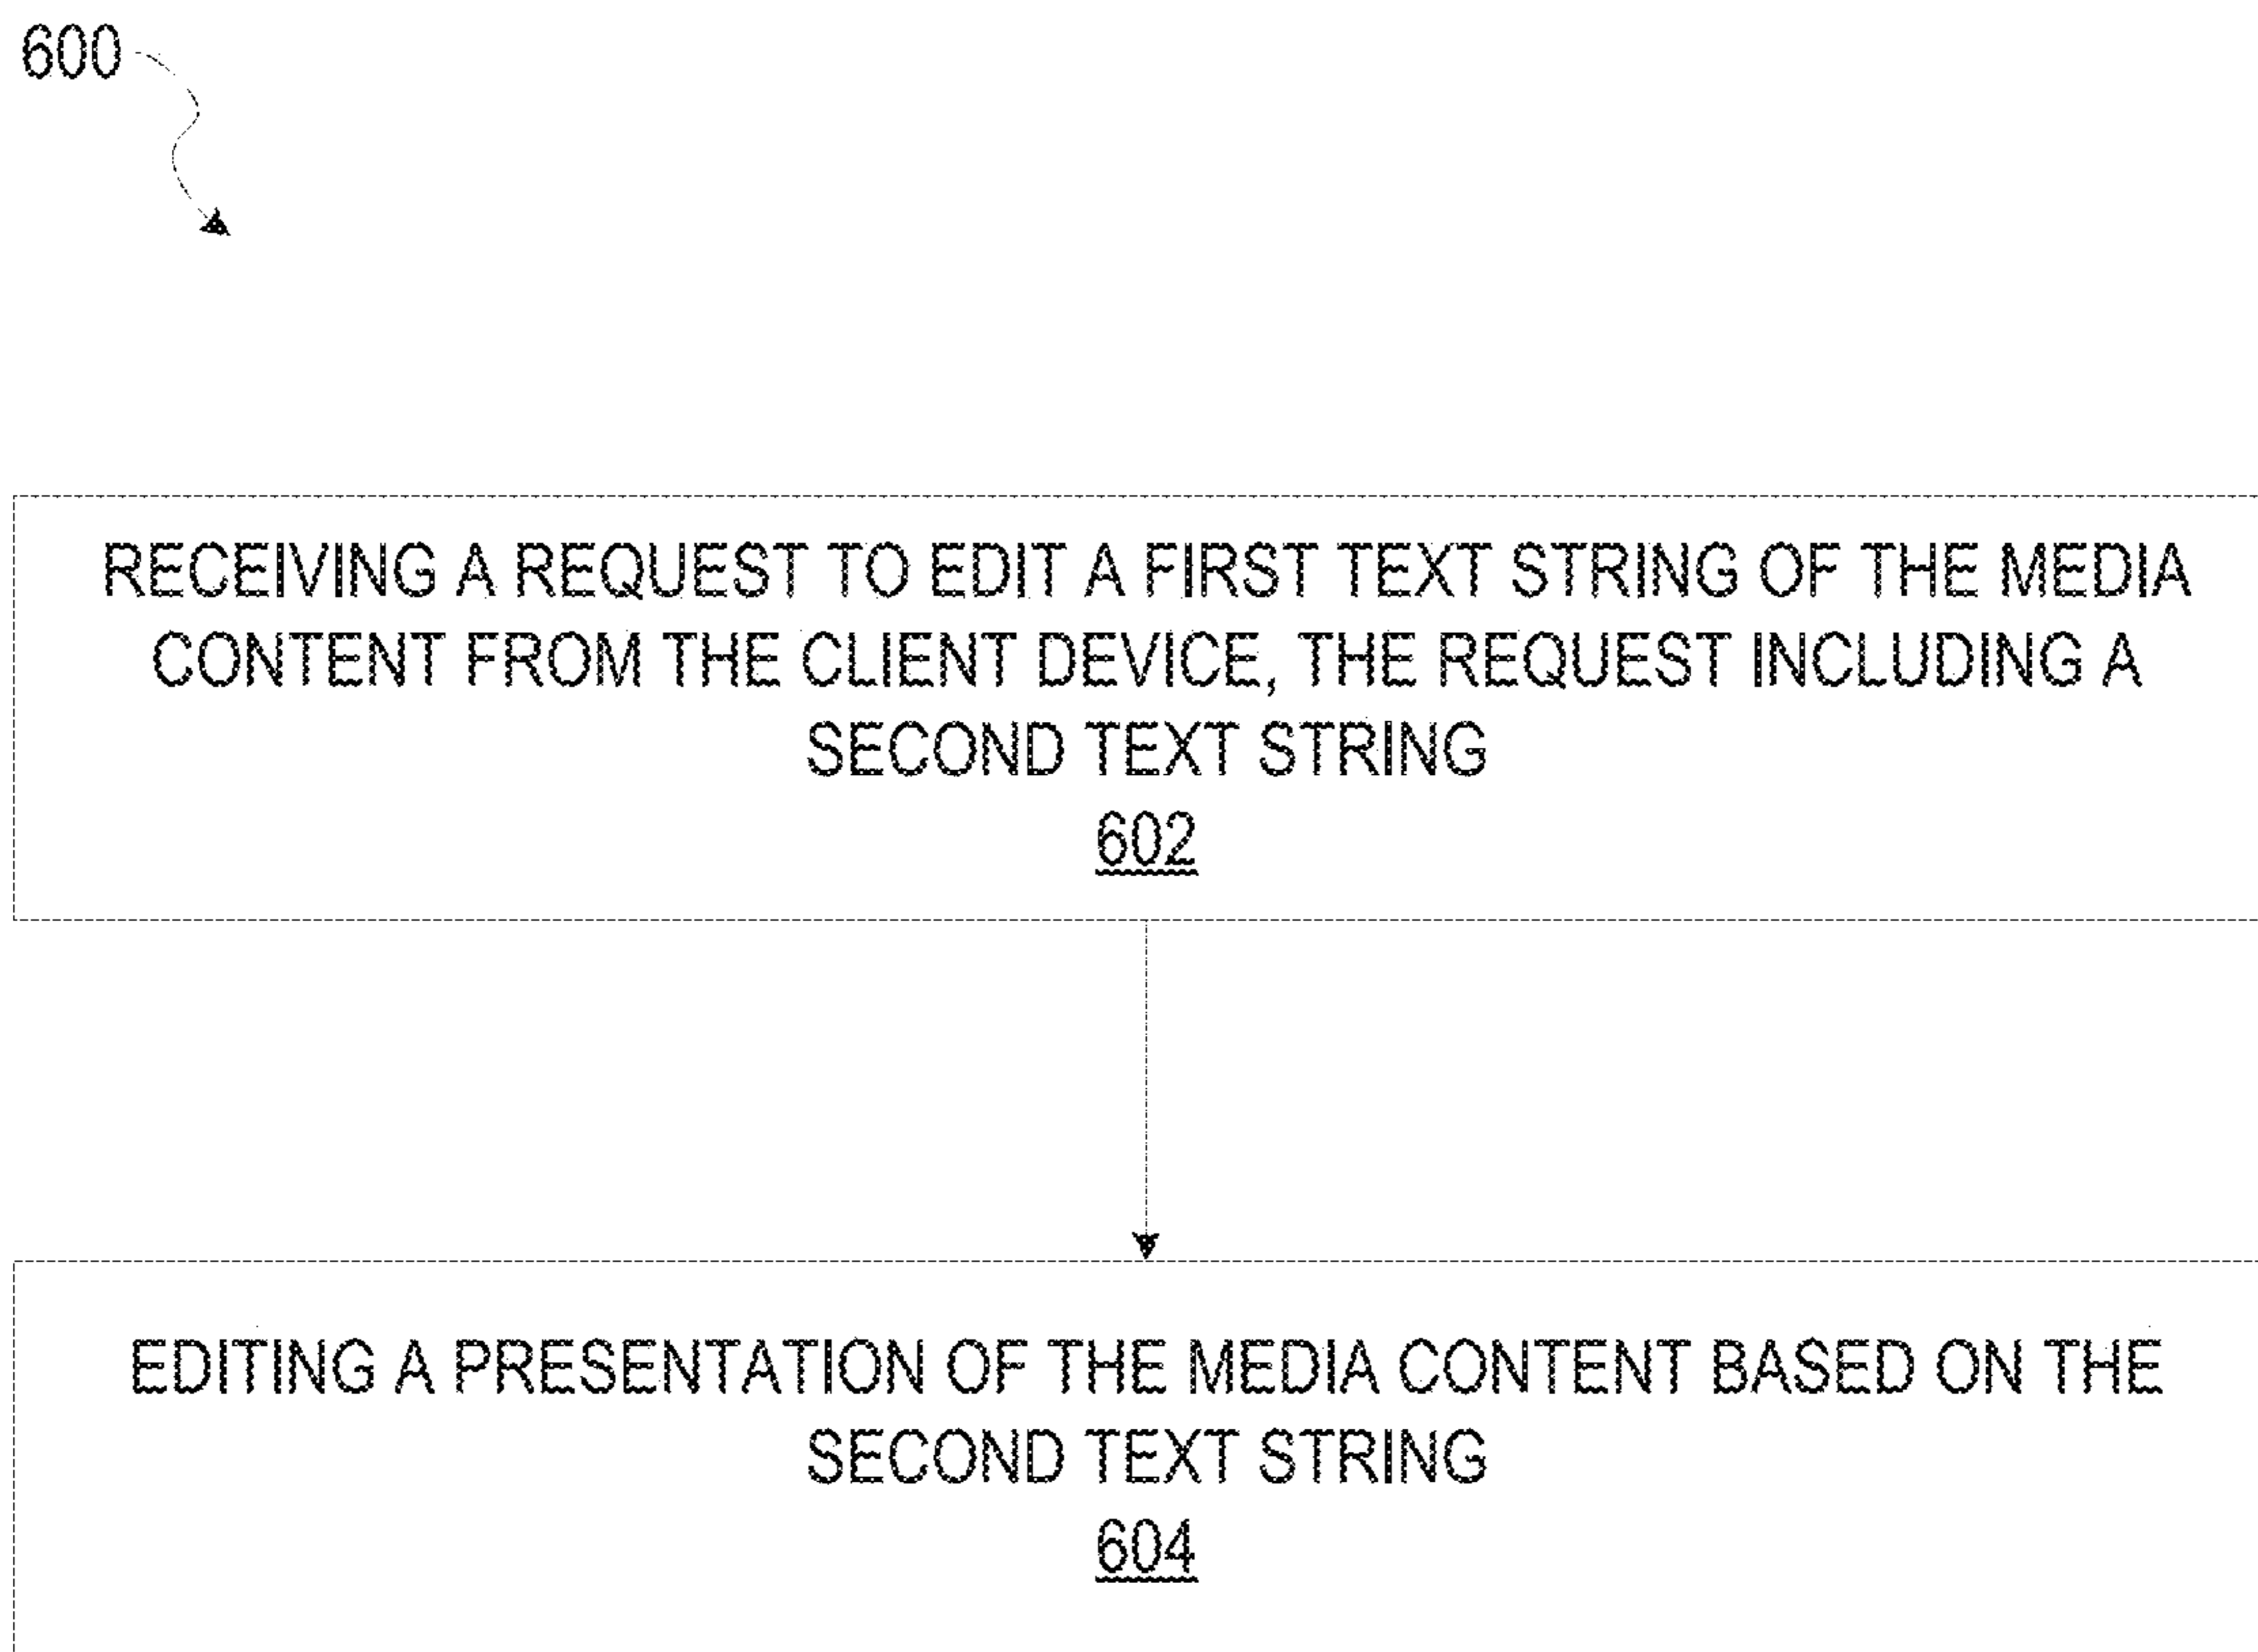 600
RECEIVING A REQUEST TO EDIT A FIRST TEXT STRING OF THE MEDIA
CONTENT FROM THE CLIENT DEVICE, THE REQUEST INCLUDING A
SECOND TEXT STRING
602
EDITING A PRESENTATION OF THE MEDIA CONTENT BASED ON THE
SECOND TEXT STRING
604